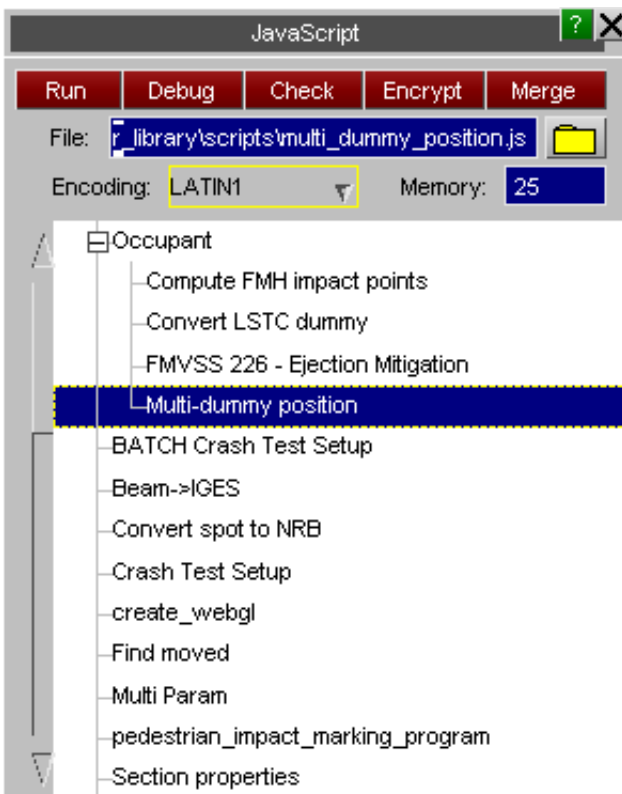 JavaScript ?
Run Debug Check Encrypt Merge
File: r_library\scripts\multi_dummy_position.js
Encoding: LATIN1 Memory: 25
Occupant
Compute FMH impact points
Convert LSTC dummy
FMVSS 226 - Ejection Mitigation
Multi-dummy position
BATCH Crash Test Setup
Beam->IGES
Convert spot to NRB
Crash Test Setup
create_webgl
Find moved
Multi Param
pedestrian_impact_marking_program
Section properties